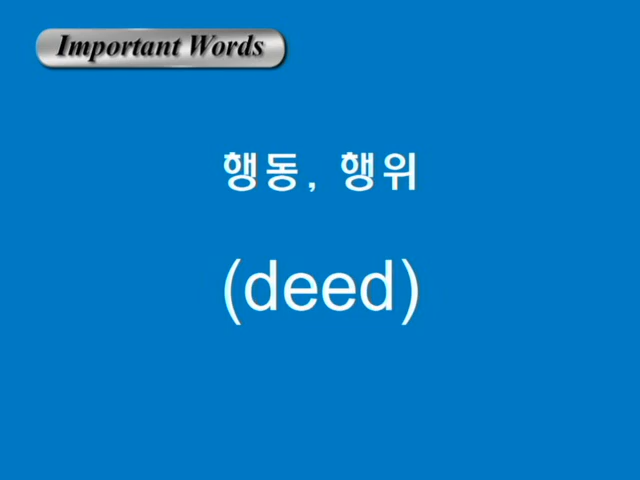 Important Words
행동, 행위
(deed)